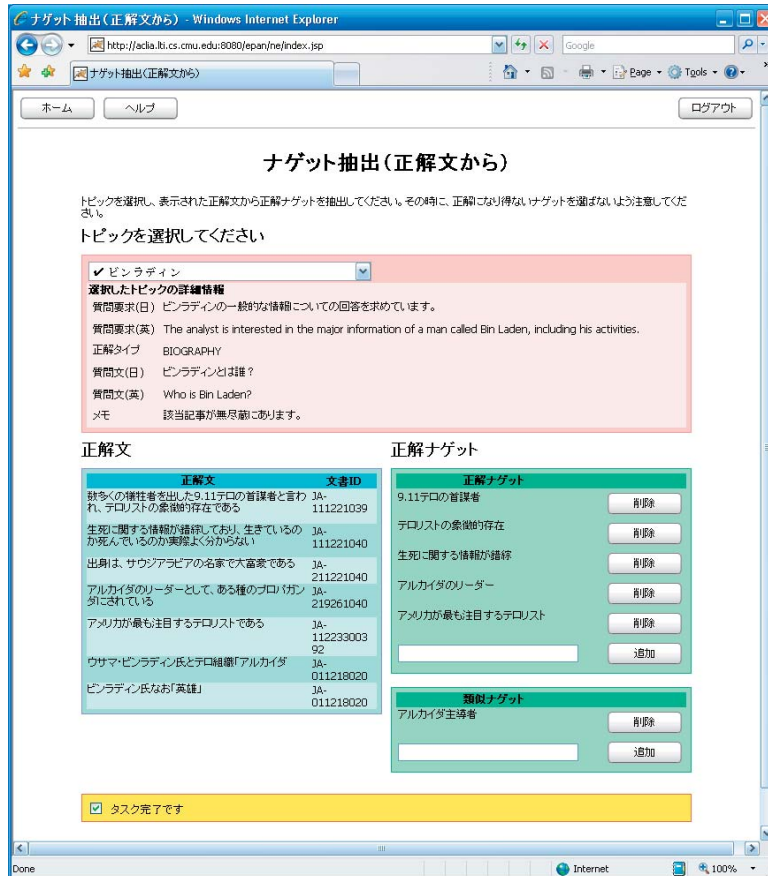 ナゲット抽出(正解文から) - Windows Internet Explorer
http://aclia.lti.cs.cmu.edu:8080/epan/ne/index.jsp
Google
ナゲット抽出(正解文から)
Page
Tools
ホーム
ヘルプ
ログアウト
ナゲット抽出(正解文から)
トピックを選択し、表示された正解文から正解ナゲットを抽出してください。その時に、正解になり得ないナゲットを選ばないよう注意してくだ
さい。
トピックを選択してください
✔ビンラディン
選択したトピックの詳細情報
質問要求(日) ビンラディンの一般的な情報についての回答を求めています。
質問要求(英) The analyst is interested in the major information of a man called Bin Laden, including his activities.
正解タイプ BIOGRAPHY
質問文(日) ビンラディンとは誰?
質問文(英) Who is Bin Laden?
メモ 該当記事が無尽蔵にあります。
正解文
正解文 文書ID
数多くの犠牲者を出した9.11テロの首謀者と言わ JA-
れ、テロリストの象徴的存在である 111221039
生死に関する情報が錯綜しており、生きているの JA-
か死んでいるのか実際よく分からない 111221040
出身は、サウジアラビアの名家で大富豪である JA-
211221040
アルカイダのリーダーとして、ある種のプロパガン JA-
ダにされている 219261040
アメリカが最も注目するテロリストである JA-
112233003
92
ウサマ・ビンラディン氏とテロ組織「アルカイダ JA-
011218020
ビンラディン氏なお「英雄」 JA-
011218020
正解ナゲット
正解ナゲット
9.11テロの首謀者 削除
テロリストの象徴的存在 削除
生死に関する情報が錯綜 削除
アルカイダのリーダー 削除
アメリカが最も注目するテロリスト 削除
追加
類似ナゲット
アルカイダ主導者 削除
追加
タスク完了です
Done
Internet
100%